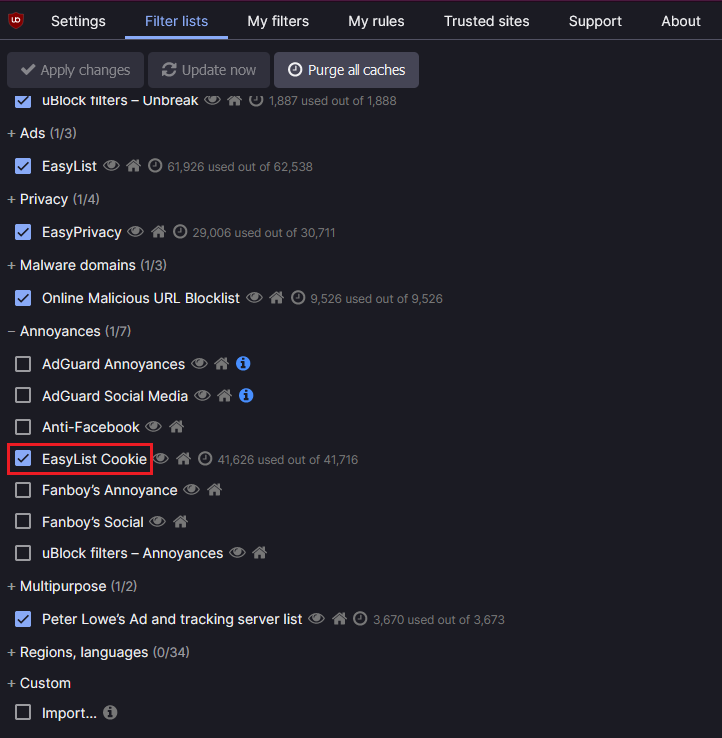 Settings Filter lists My filters My rules Trusted sites Support About
Apply changes Update now Purge all caches
uBlock filters – Unbreak 1,887 used out of 1,888
+ Ads (1/3)
EasyList 61,926 used out of 62,538
+ Privacy (1/4)
EasyPrivacy 29,006 used out of 30,711
+ Malware domains (1/3)
Online Malicious URL Blocklist 9,526 used out of 9,526
– Annoyances (1/7)
AdGuard Annoyances
AdGuard Social Media
Anti-Facebook
EasyList Cookie 41,626 used out of 41,716
Fanboy’s Annoyance
Fanboy’s Social
uBlock filters – Annoyances
+ Multipurpose (1/2)
Peter Lowe’s Ad and tracking server list 3,670 used out of 3,673
+ Regions, languages (0/34)
+ Custom
Import...